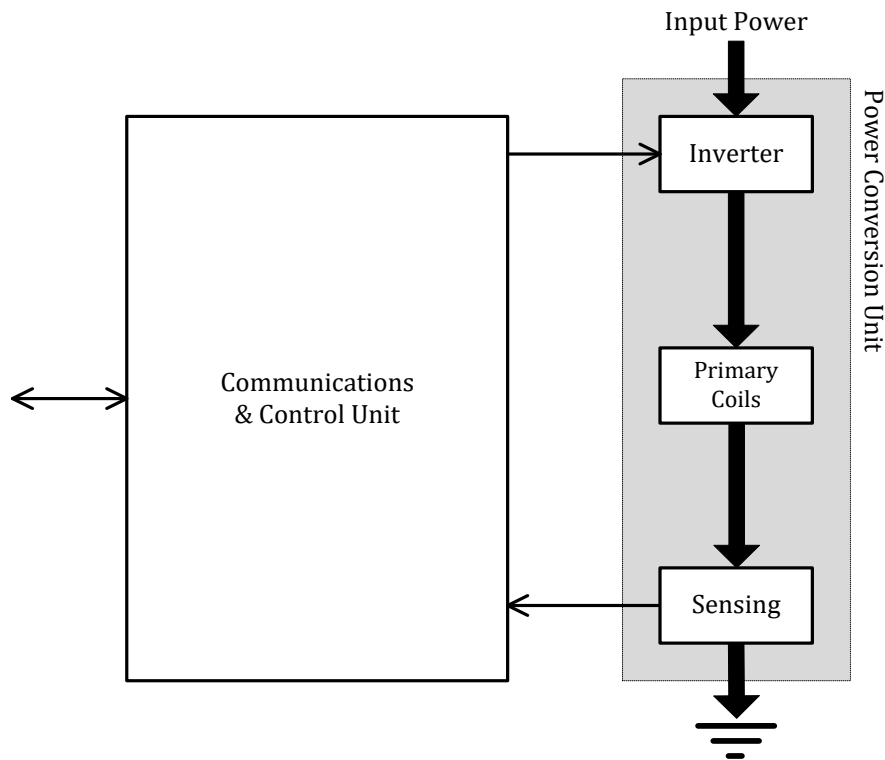 Input Power
Inverter
Power Conversion Unit
Primary
Coils
Communications
& Control Unit
Sensing